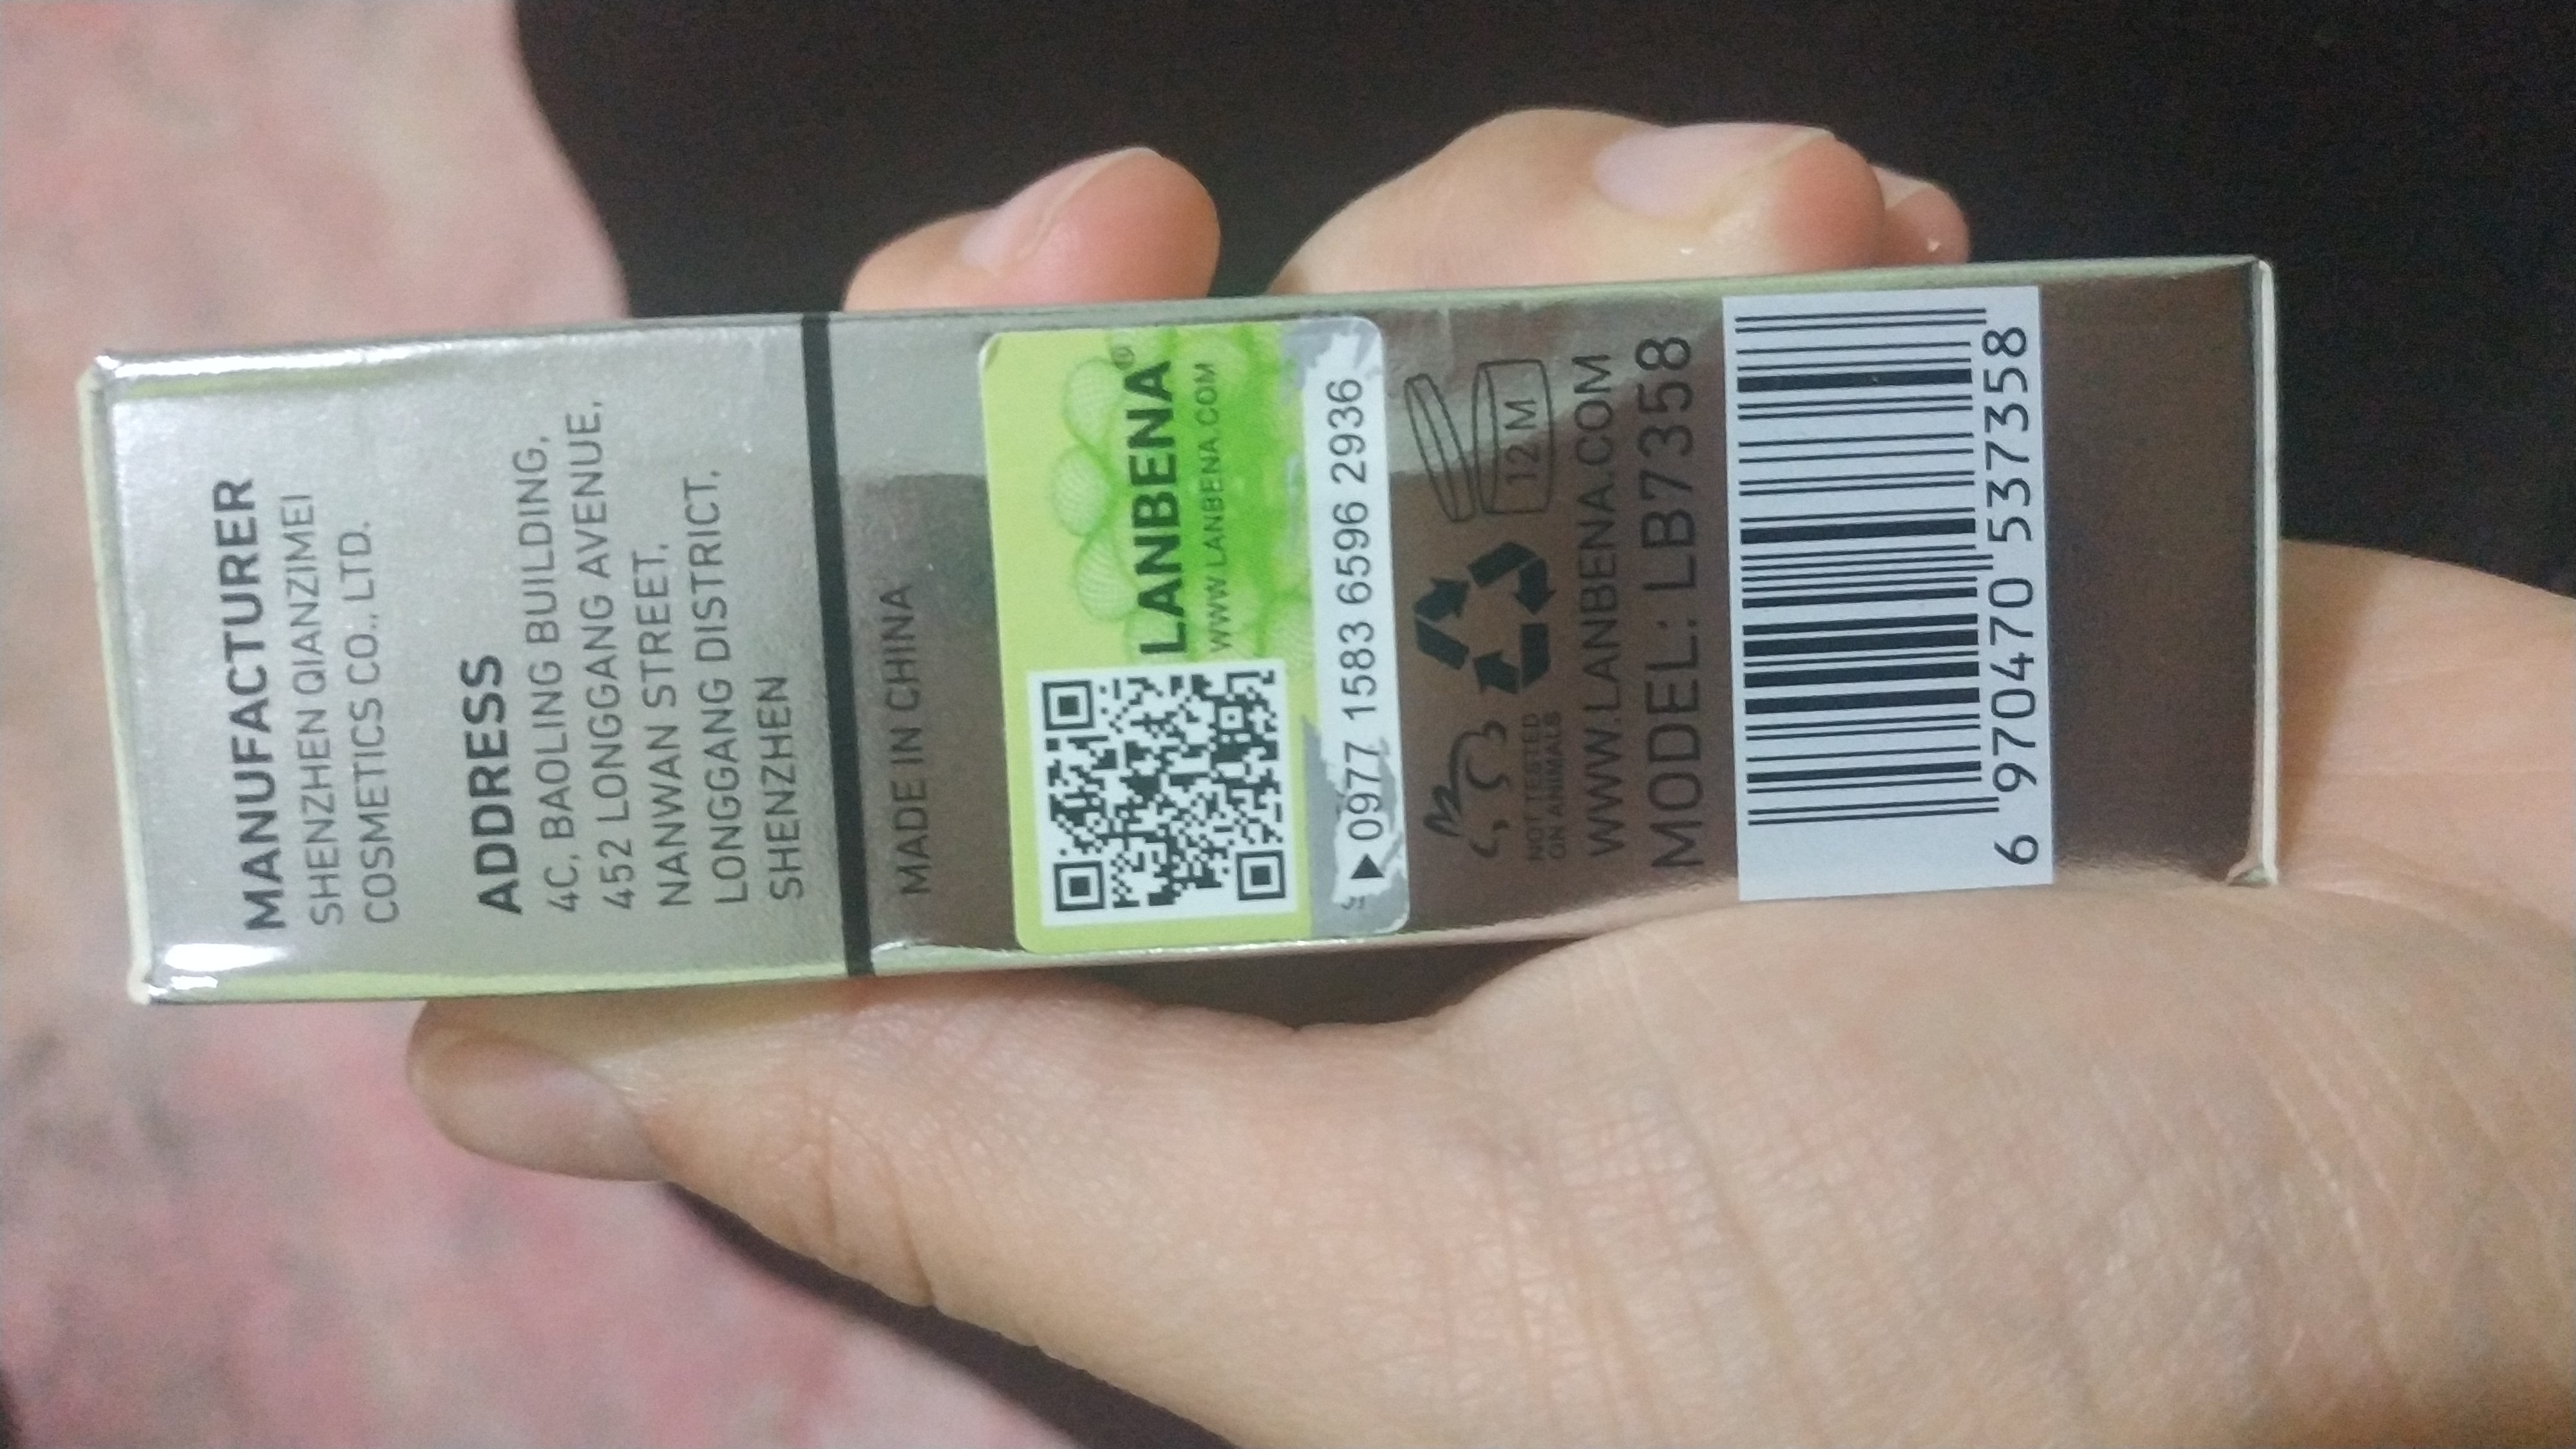 MANUFACTURER
SHENZHEN QIANZIMEI
COSMETICS CO., LTD.
ADDRESS
4C, BAOLING BUILDING,
452 LONGGANG AVENUE,
NANWAN STREET,
LONGGANG DISTRICT,
SHENZHEN
MADE IN CHINA
LANBENA®
WWW.LANBENA.COM
0977 1583 6596 2936
12 M
NOT TESTED
ON ANIMALS
WWW.LANBENA.COM
MODEL: LB7358
6 970470 537358